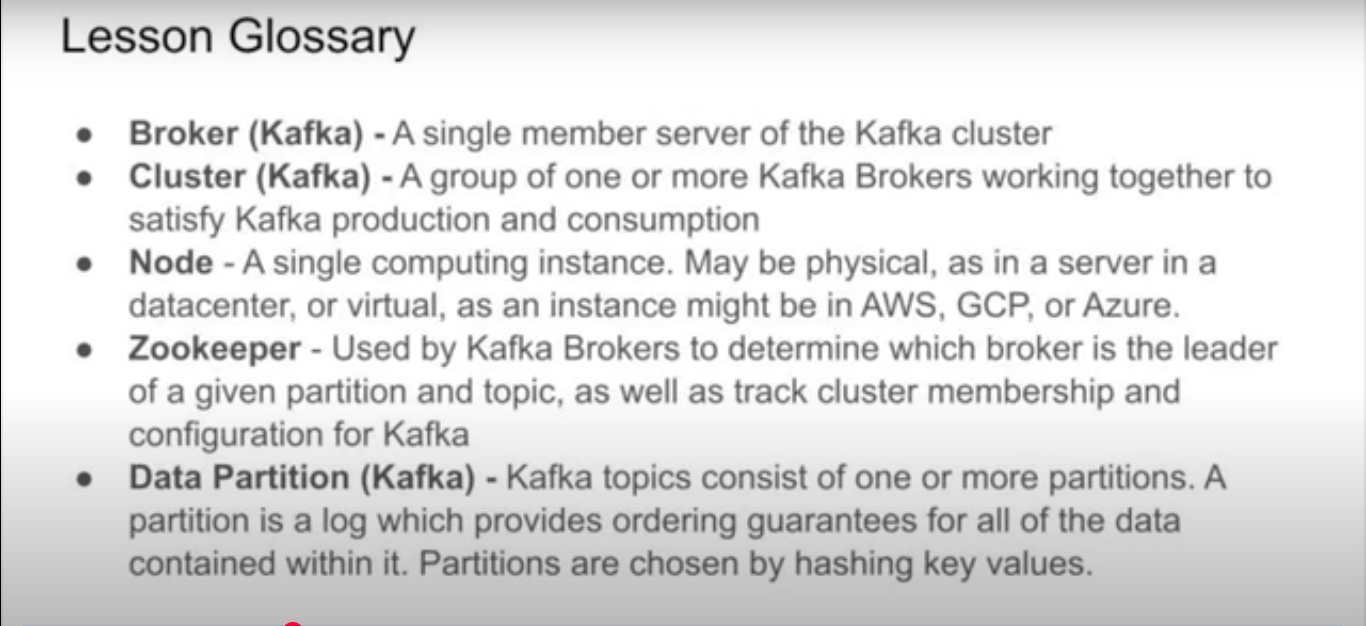 Lesson Glossary
● Broker (Kafka) - A single member server of the Kafka cluster
● Cluster (Kafka) - A group of one or more Kafka Brokers working together to
satisfy Kafka production and consumption
● Node - A single computing instance. May be physical, as in a server in a
datacenter, or virtual, as an instance might be in AWS, GCP, or Azure.
● Zookeeper - Used by Kafka Brokers to determine which broker is the leader
of a given partition and topic, as well as track cluster membership and
configuration for Kafka
● Data Partition (Kafka) - Kafka topics consist of one or more partitions. A
partition is a log which provides ordering guarantees for all of the data
contained within it. Partitions are chosen by hashing key values.